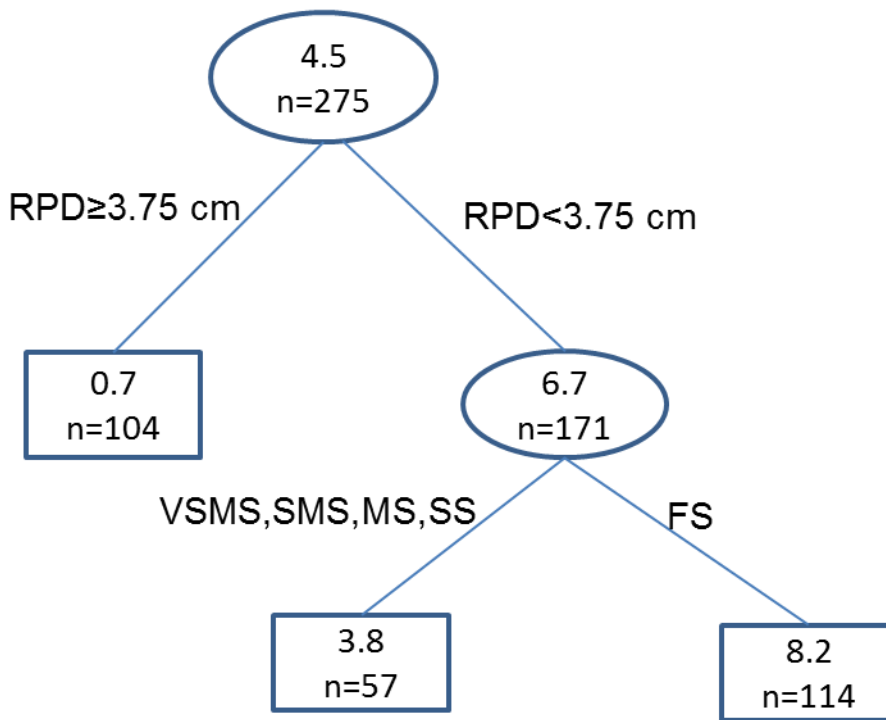 4.5
n=275
RPD≥3.75 cm
RPD<3.75 cm
0.7
n=104
6.7
n=171
VSMS,SMS,MS,SS
FS
3.8
n=57
8.2
n=114